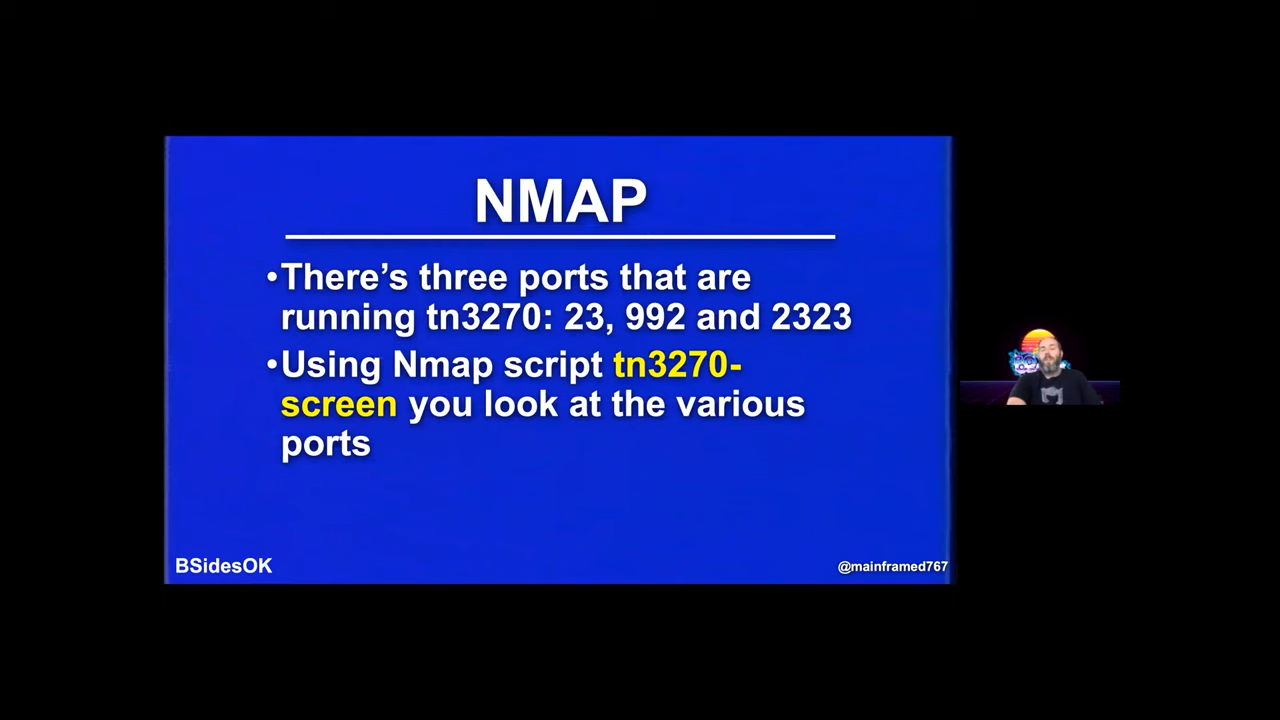 NMAP
•There’s three ports that are
running tn3270: 23, 992 and 2323
•Using Nmap script tn3270-
screen you look at the various
ports
BSidesOK
@mainframed767